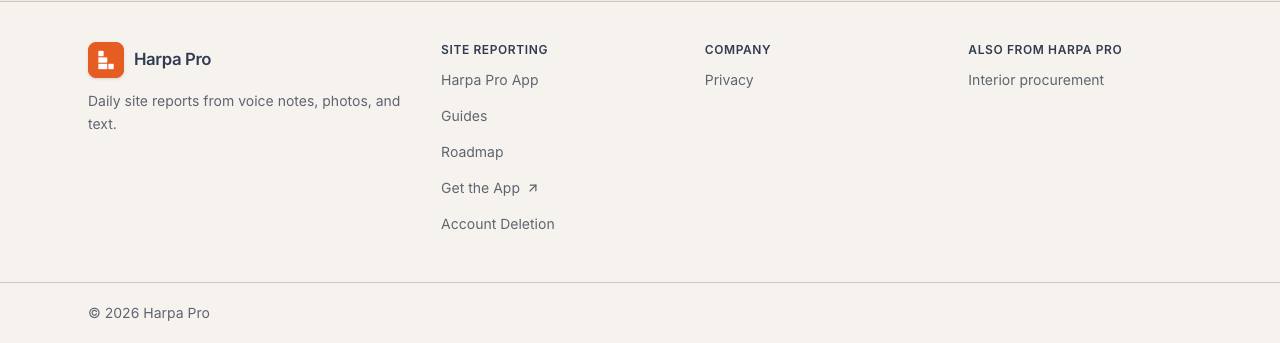 Harpa Pro
Daily site reports from voice notes, photos, and
text.
SITE REPORTING
Harpa Pro App
Guides
Roadmap
Get the App ↗
Account Deletion
COMPANY
Privacy
ALSO FROM HARPA PRO
Interior procurement
© 2026 Harpa Pro